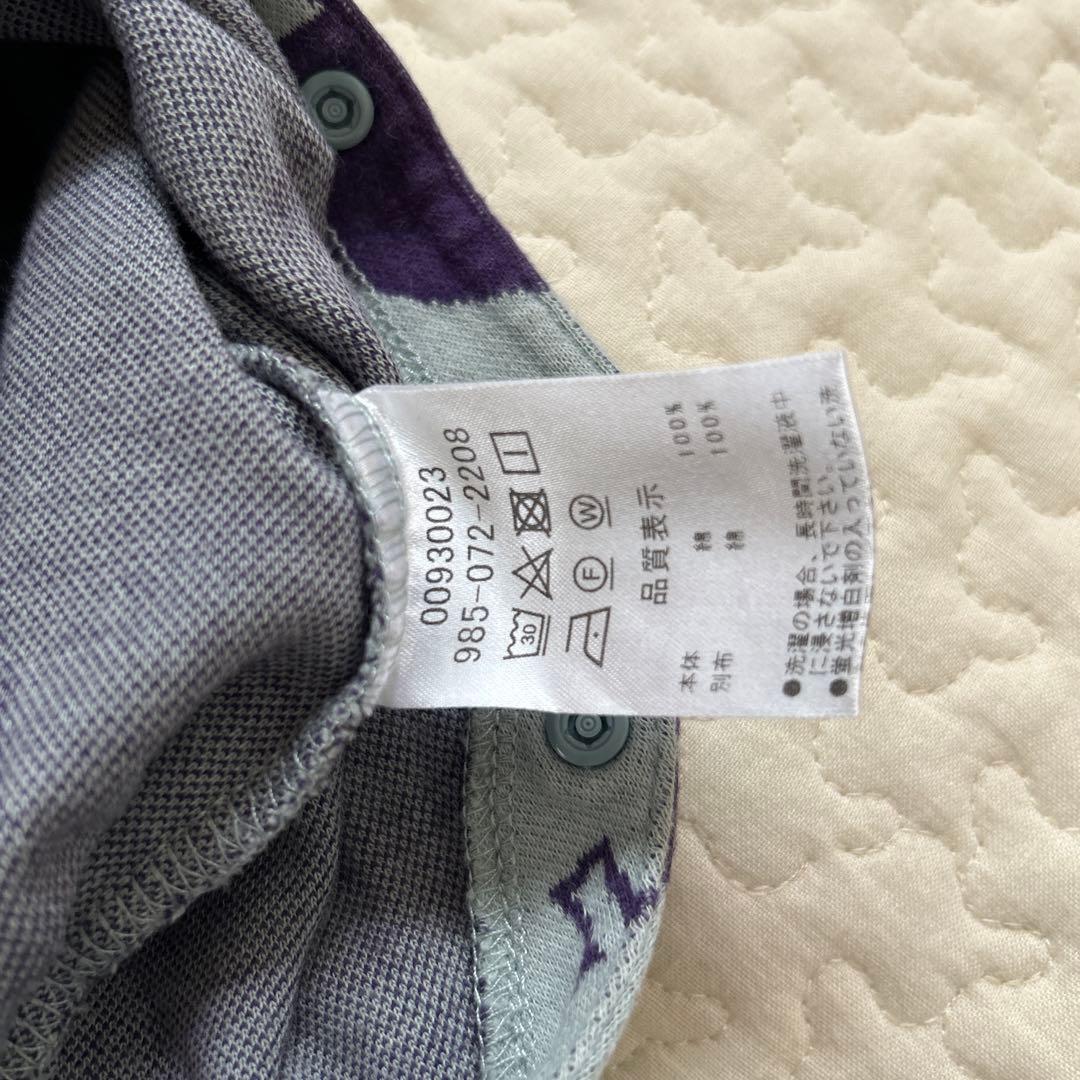 00930023
985-072-2208
30
F W
品質表示
本体 綿 100%
別布 綿 100%
●洗濯の場合、長時間洗濯液中
に浸さないで下さい。
●蛍光増白剤の入っていない洗